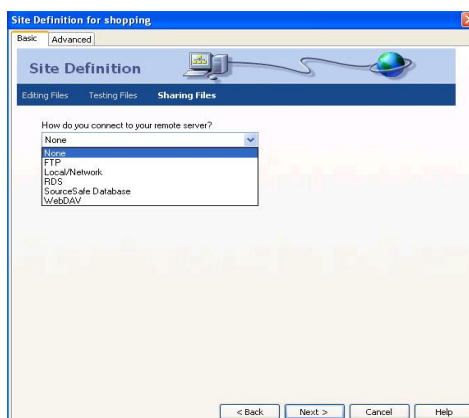 Site Definition for shopping
Basic Advanced
Site Definition
Editing Files Testing Files Sharing Files
How do you connect to your remote server?
None
None
FTP
Local/Network
RDS
SourceSafe Database
WebDAV
< Back Next > Cancel Help